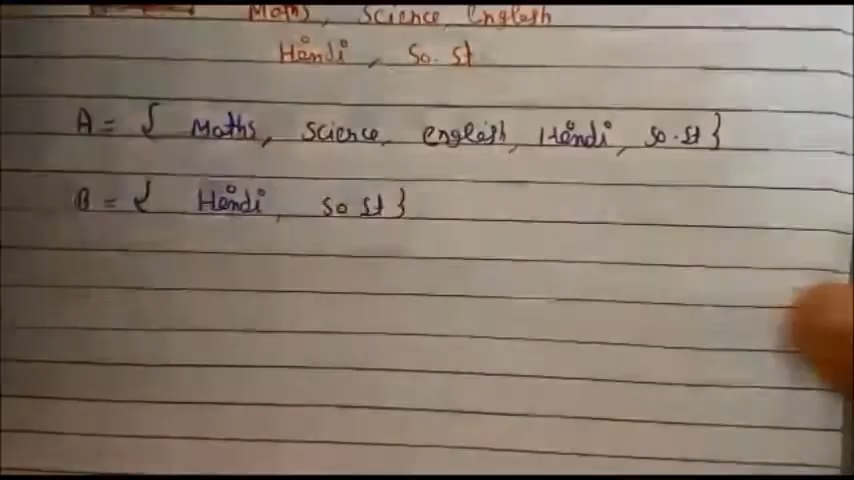 Maths, Science, English
Hindi, So. st
A = { Maths, Science, English, Hindi, so. st}
B = { Hindi, so st}